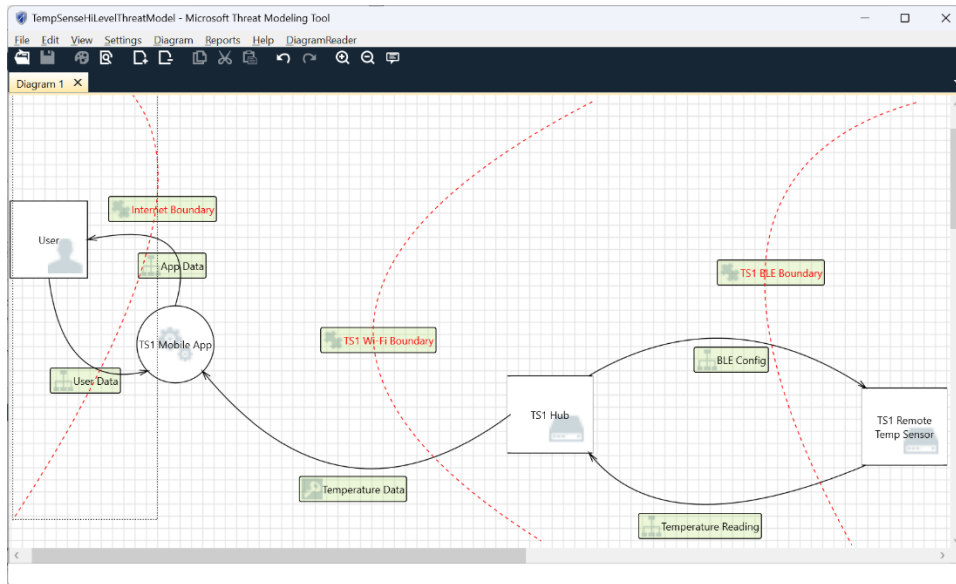 TempSenseHiLevelThreatModel - Microsoft Threat Modeling Tool
File Edit View Settings Diagram Reports Help DiagramReader
Diagram 1
Internet Boundary
User
App Data
TS1 BLE Boundary
TS1 Mobile App
TS1 Wi-Fi Boundary
BLE Config
User Data
TS1 Hub
TS1 Remote
Temp Sensor
Temperature Data
Temperature Reading